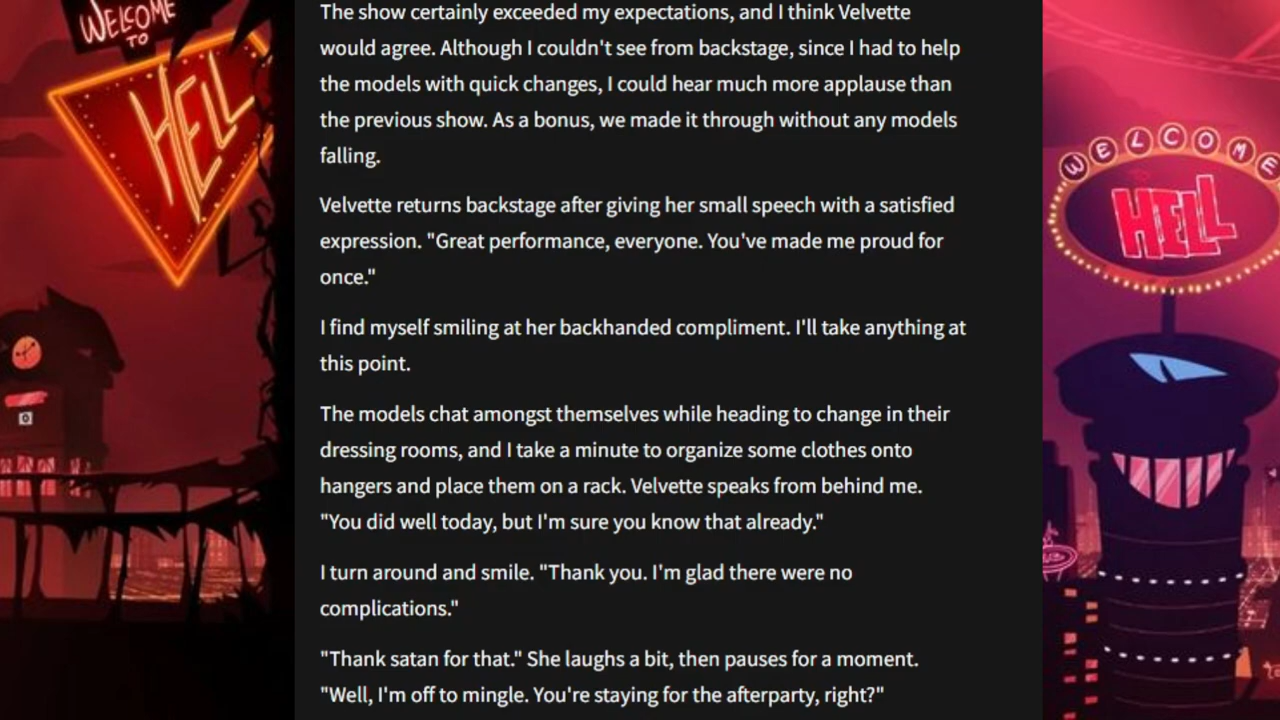 WELCOME
TO
HELL
The show certainly exceeded my expectations, and I think Velvette
would agree. Although I couldn't see from backstage, since I had to help
the models with quick changes, I could hear much more applause than
the previous show. As a bonus, we made it through without any models
falling.
Velvette returns backstage after giving her small speech with a satisfied
expression. "Great performance, everyone. You've made me proud for
once."
I find myself smiling at her backhanded compliment. I'll take anything at
this point.
The models chat amongst themselves while heading to change in their
dressing rooms, and I take a minute to organize some clothes onto
hangers and place them on a rack. Velvette speaks from behind me.
"You did well today, but I'm sure you know that already."
I turn around and smile. "Thank you. I'm glad there were no
complications."
"Thank satan for that." She laughs a bit, then pauses for a moment.
"Well, I'm off to mingle. You're staying for the afterparty, right?"
WELCOME
HELL